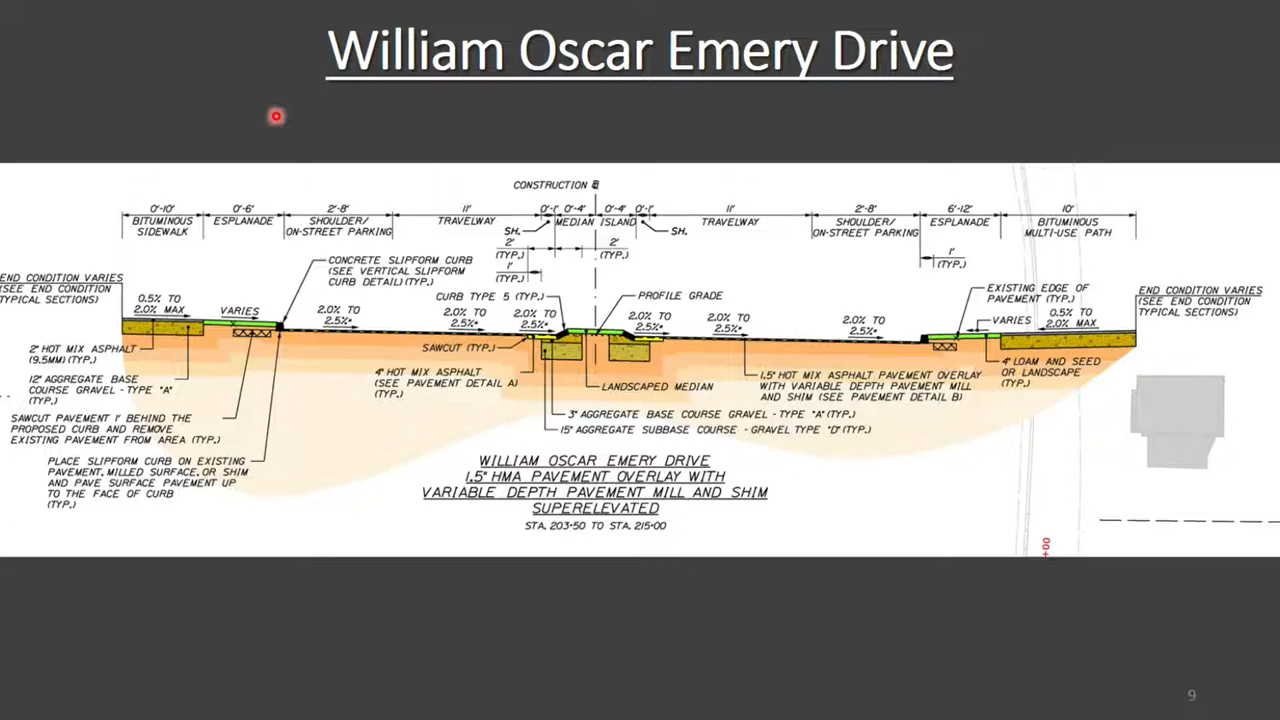 William Oscar Emery Drive
CONSTRUCTION ℄
0'-10' 0'-6' 2'-8' 11' 0'-1' 0'-4' 0'-4' 0'-1' 11' 2'-8' 6'-12' 10'
BITUMINOUS SIDEWALK
ESPLANADE
SHOULDER/
ON-STREET PARKING
TRAVELWAY
SH.
MEDIAN ISLAND
SH.
TRAVELWAY
SHOULDER/
ON-STREET PARKING
ESPLANADE
BITUMINOUS
MULTI-USE PATH
2'
(TYP.)
1'
(TYP.)
2'
(TYP.)
1'
(TYP.)
CONCRETE SLIPFORM CURB
(SEE VERTICAL SLIPFORM
CURB DETAIL)(TYP.)
END CONDITION VARIES
(SEE END CONDITION
TYPICAL SECTIONS)
0.5% TO
2.0% MAX
VARIES
2.0% TO
2.5%*
2.0% TO
2.5%*
2.0% TO
2.5%*
CURB TYPE 5 (TYP.)
PROFILE GRADE
2.0% TO
2.5%*
2.0% TO
2.5%*
2.0% TO
2.5%*
EXISTING EDGE OF
PAVEMENT (TYP.)
VARIES
0.5% TO
2.0% MAX.
END CONDITION VARIES
(SEE END CONDITION
TYPICAL SECTIONS)
SAWCUT (TYP.)
2" HOT MIX ASPHALT
(9.5MM) (TYP.)
12" AGGREGATE BASE
COURSE GRAVEL - TYPE "A"
(TYP.)
SAWCUT PAVEMENT 1' BEHIND THE
PROPOSED CURB AND REMOVE
EXISTING PAVEMENT FROM AREA (TYP.)
PLACE SLIPFORM CURB ON EXISTING
PAVEMENT, MILLED SURFACE, OR SHIM
AND PAVE SURFACE PAVEMENT UP
TO THE FACE OF CURB
(TYP.)
4" HOT MIX ASPHALT
(SEE PAVEMENT DETAIL A)
(TYP.)
LANDSCAPED MEDIAN
1.5" HOT MIX ASPHALT PAVEMENT OVERLAY
WITH VARIABLE DEPTH PAVEMENT MILL
AND SHIM (SEE PAVEMENT DETAIL B)
4" LOAM AND SEED
OR LANDSCAPE
(TYP.)
3" AGGREGATE BASE COURSE GRAVEL - TYPE "A" (TYP.)
15" AGGREGATE SUBBASE COURSE - GRAVEL TYPE "D" (TYP.)
WILLIAM OSCAR EMERY DRIVE
1.5" HMA PAVEMENT OVERLAY WITH
VARIABLE DEPTH PAVEMENT MILL AND SHIM
SUPERELEVATED
STA. 203+50 TO STA. 215+00
+00
9